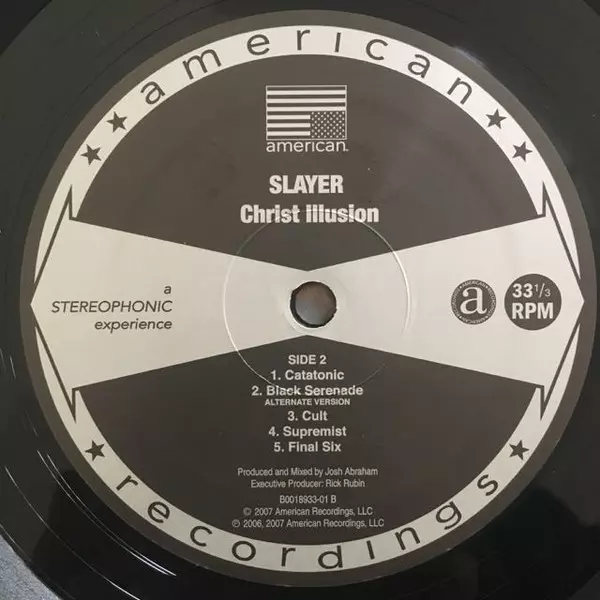 american
american
SLAYER
Christ Illusion
a
STEREOPHONIC
experience
a
33 1/3
RPM
SIDE 2
1. Catatonic
2. Black Serenade
ALTERNATE VERSION
3. Cult
4. Supremist
5. Final Six
Produced and Mixed by Josh Abraham
Executive Producer: Rick Rubin
B0018933-01 B
© 2007 American Recordings, LLC
℗ 2006, 2007 American Recordings, LLC
recordings